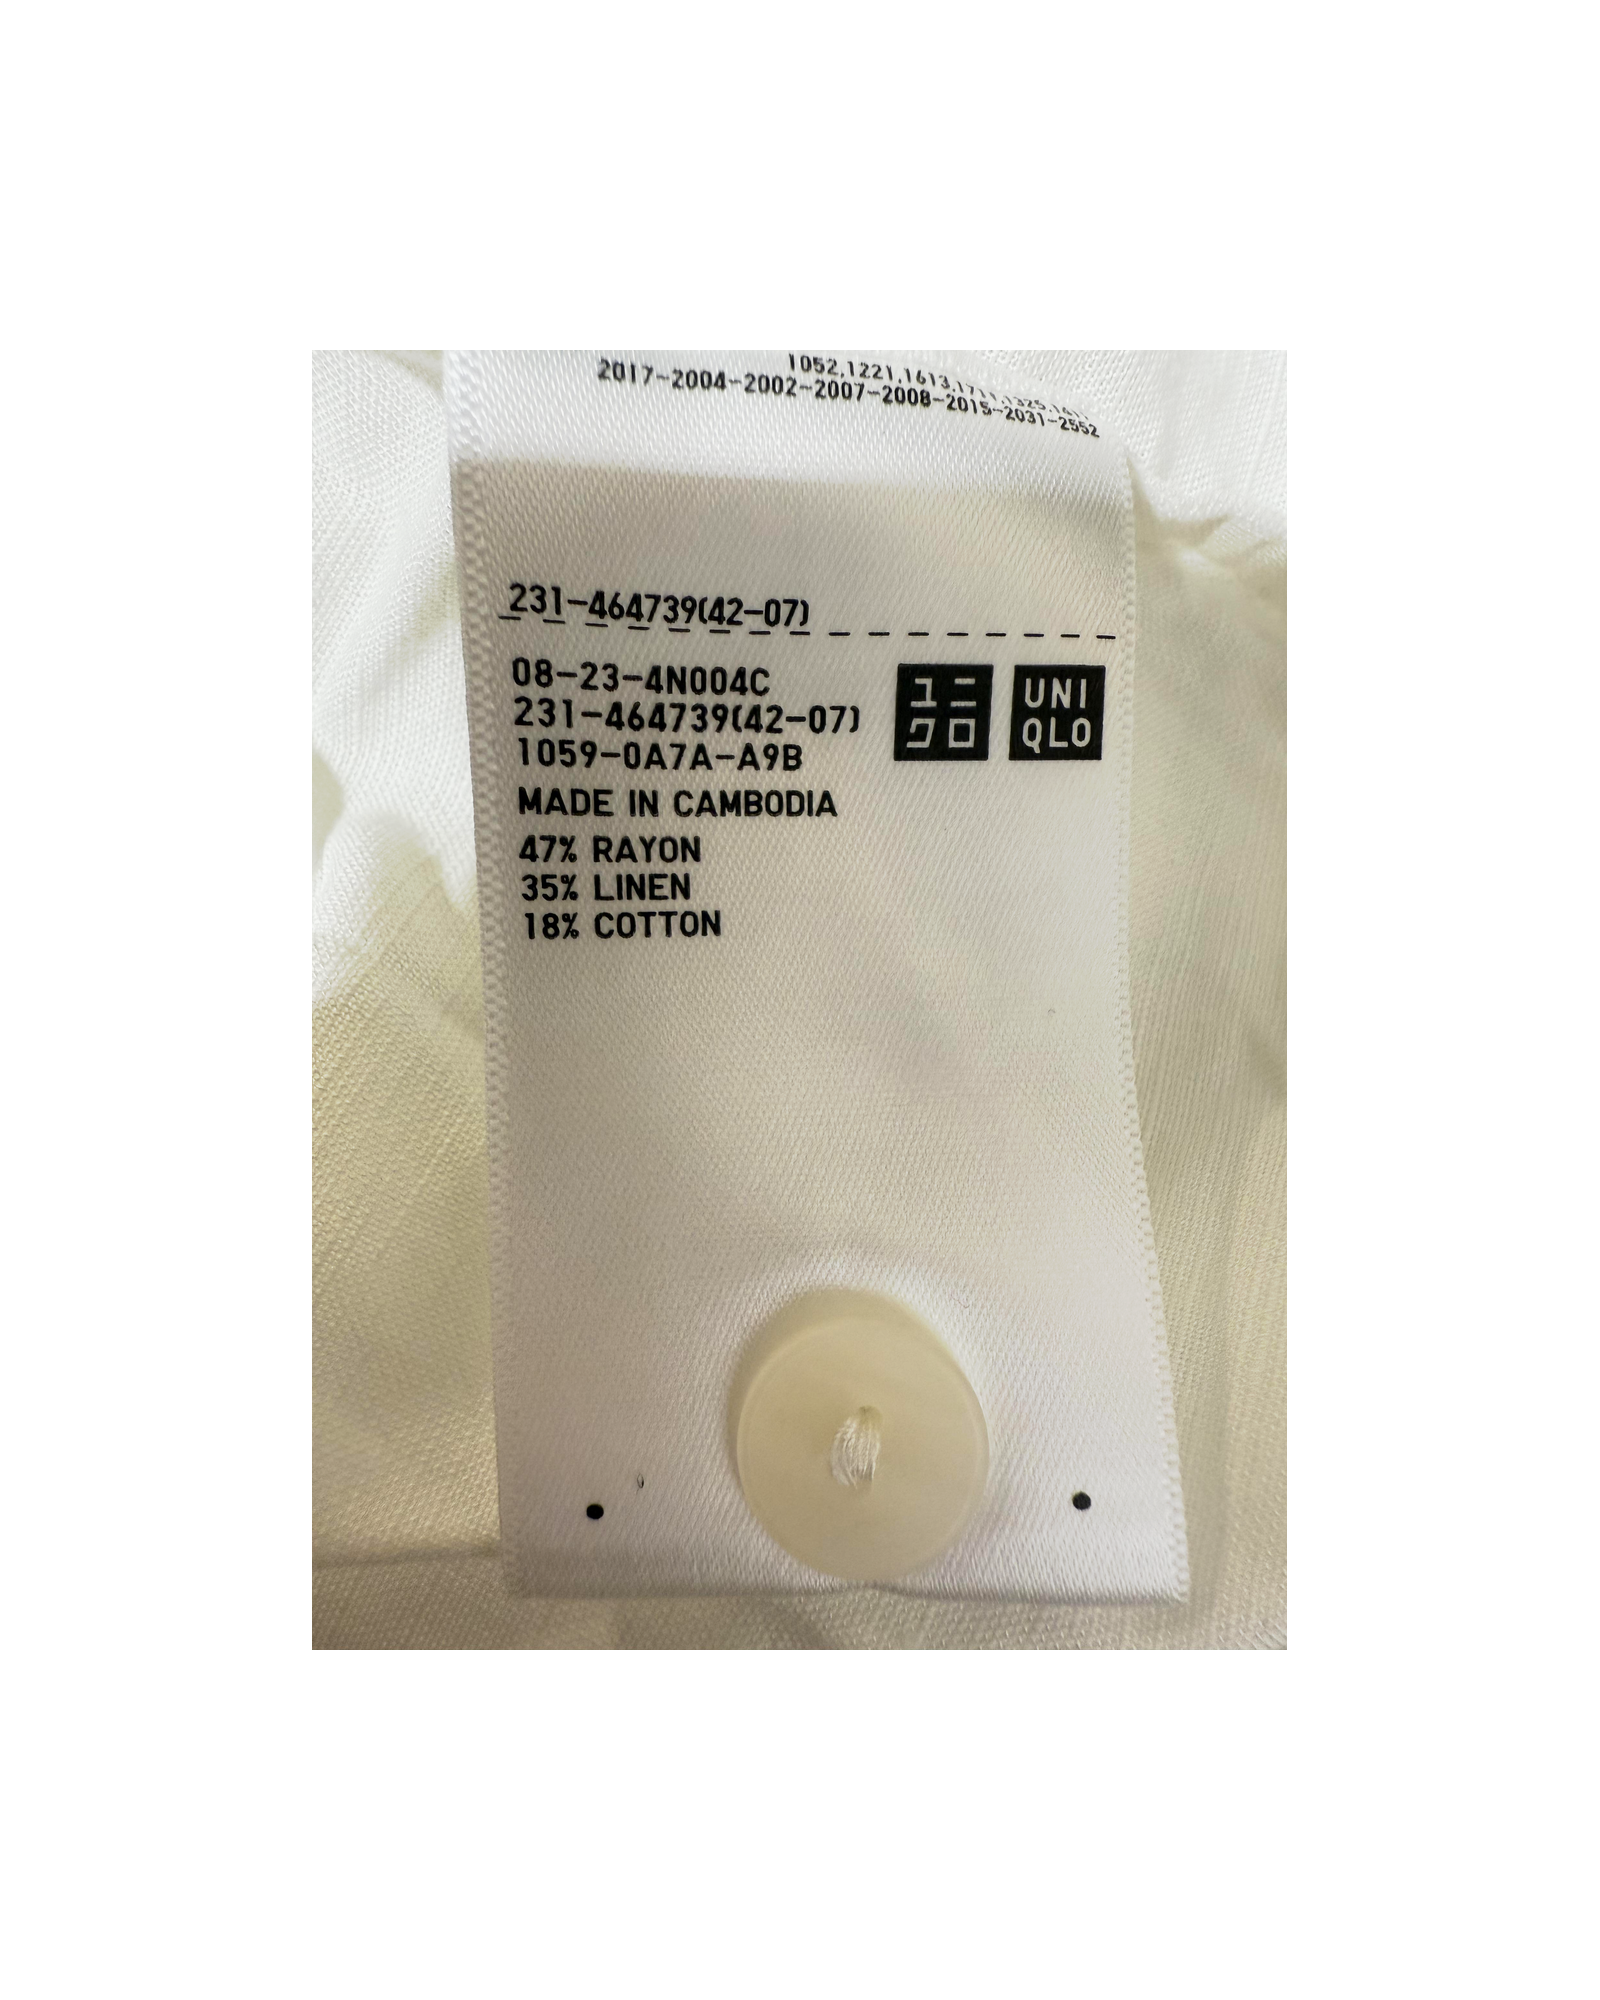 2017-2004-2002-2007-2008-2015-2031-2552
231-464739(42-07)
08-23-4N004C
231-464739(42-07)
1059-0A7A-A9B
ユニ
クロ
UNI
QLO
MADE IN CAMBODIA
47% RAYON
35% LINEN
18% COTTON